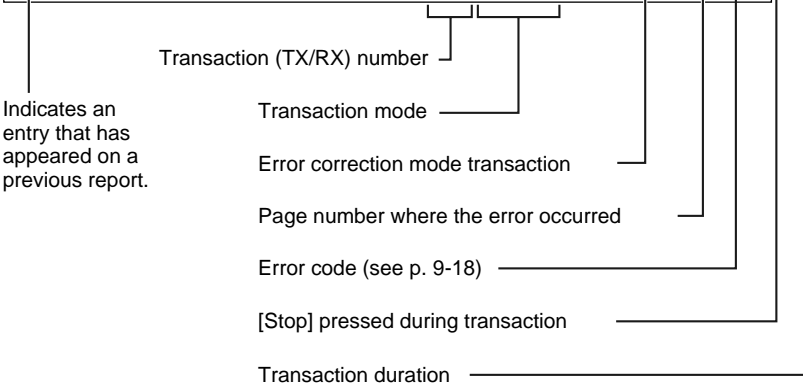 Transaction (TX/RX) number
Indicates an
entry that has
appeared on a
previous report.
Transaction mode
Error correction mode transaction
Page number where the error occurred
Error code (see p. 9-18)
[Stop] pressed during transaction
Transaction duration